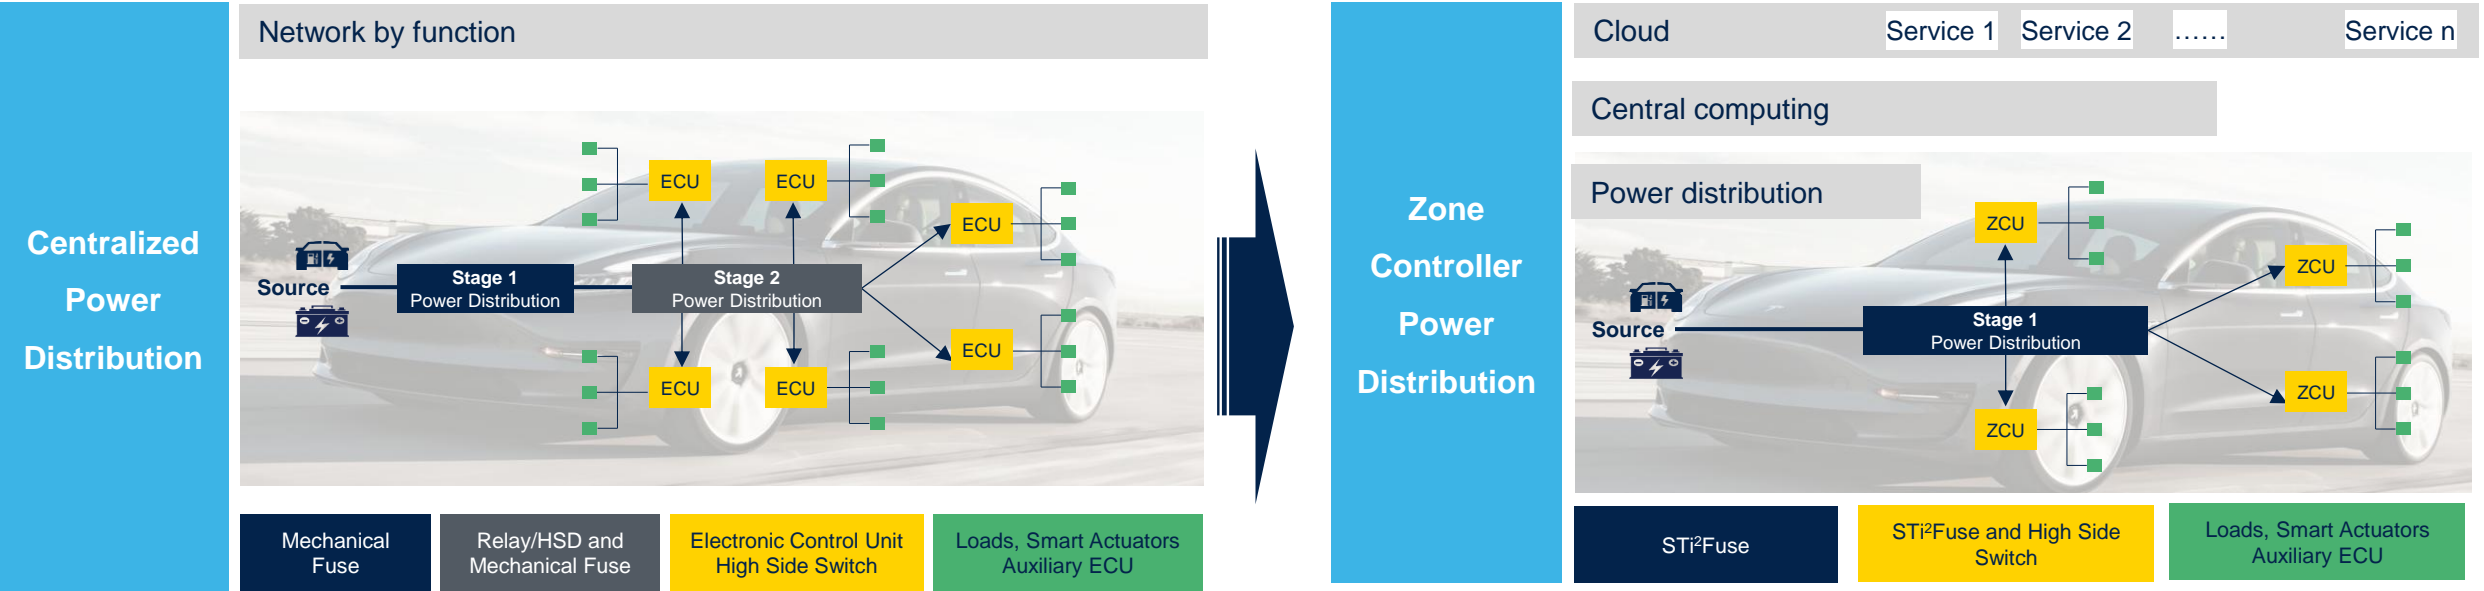 Centralized
Power
Distribution
Network by function
ECU
ECU
ECU
Source
Stage 1
Power Distribution
Stage 2
Power Distribution
ECU
ECU
ECU
Mechanical
Fuse
Relay/HSD and
Mechanical Fuse
Electronic Control Unit
High Side Switch
Loads, Smart Actuators
Auxiliary ECU
Zone
Controller
Power
Distribution
Cloud
Service 1
Service 2
......
Service n
Central computing
Power distribution
ZCU
ZCU
Source
Stage 1
Power Distribution
ZCU
ZCU
STi²Fuse
STi²Fuse and High Side
Switch
Loads, Smart Actuators
Auxiliary ECU